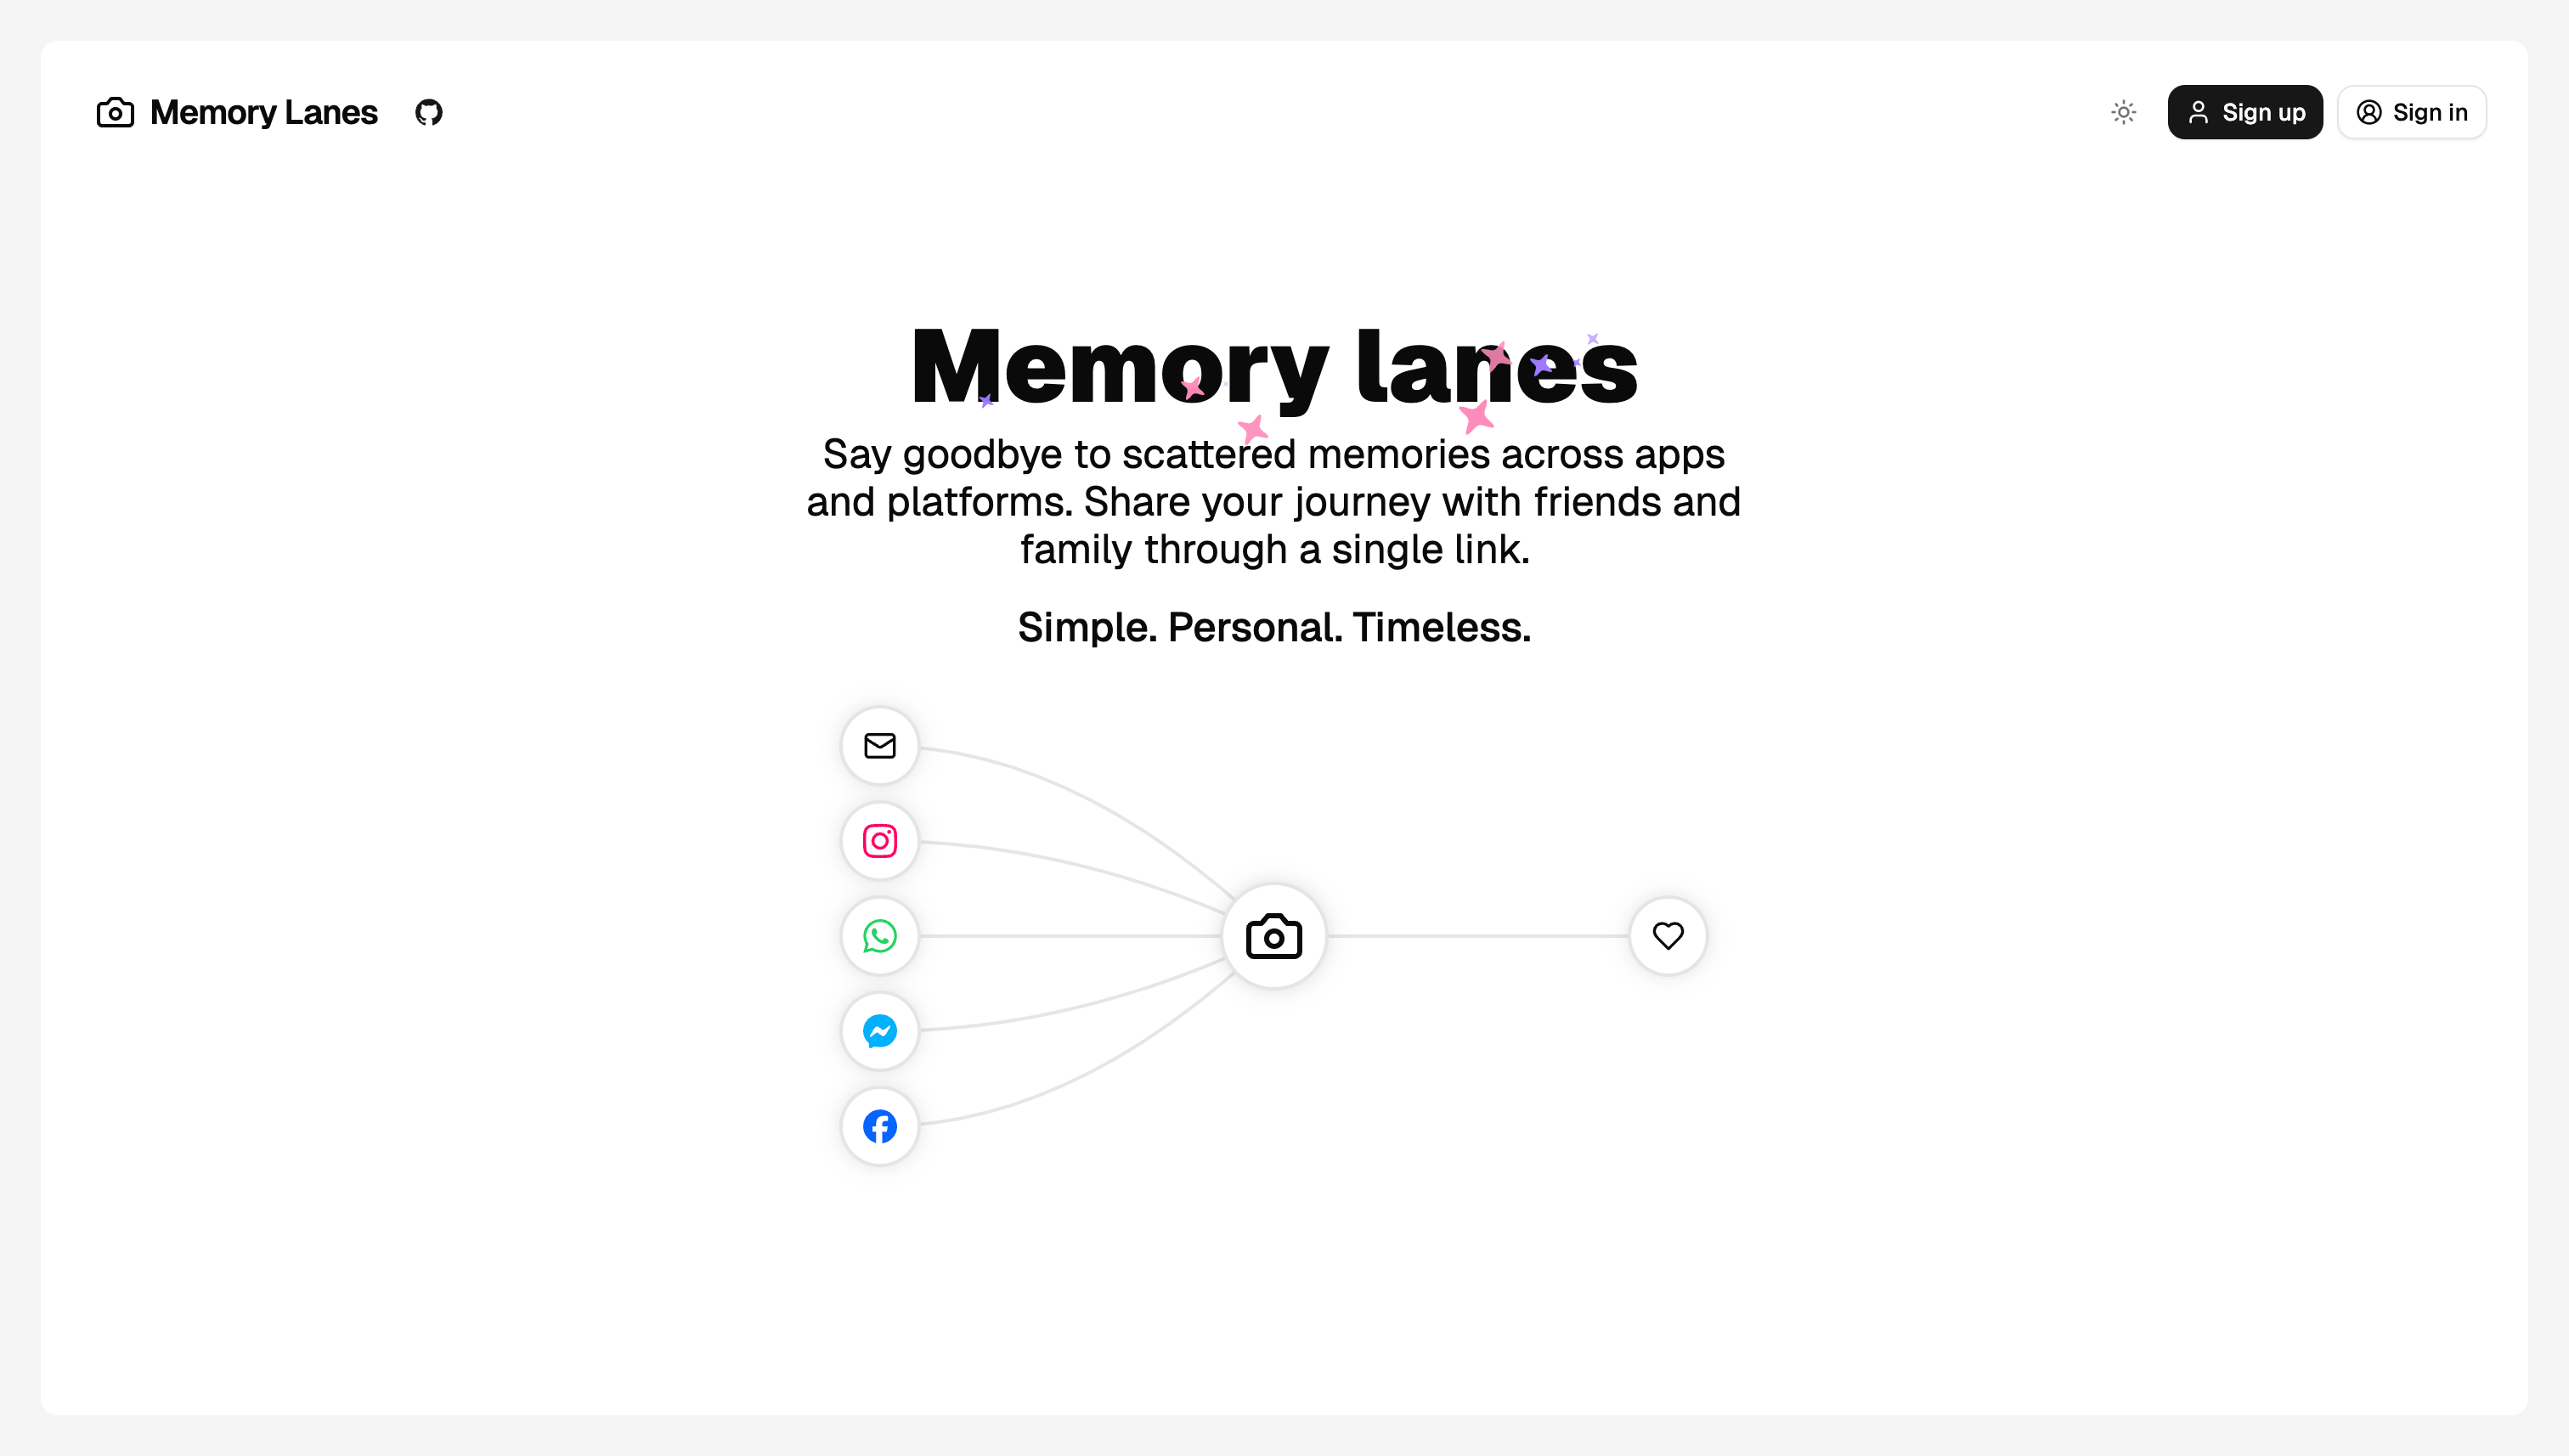 Memory Lanes
Sign up
Sign in
Memory lanes
Say goodbye to scattered memories across apps
and platforms. Share your journey with friends and
family through a single link.
Simple. Personal. Timeless.